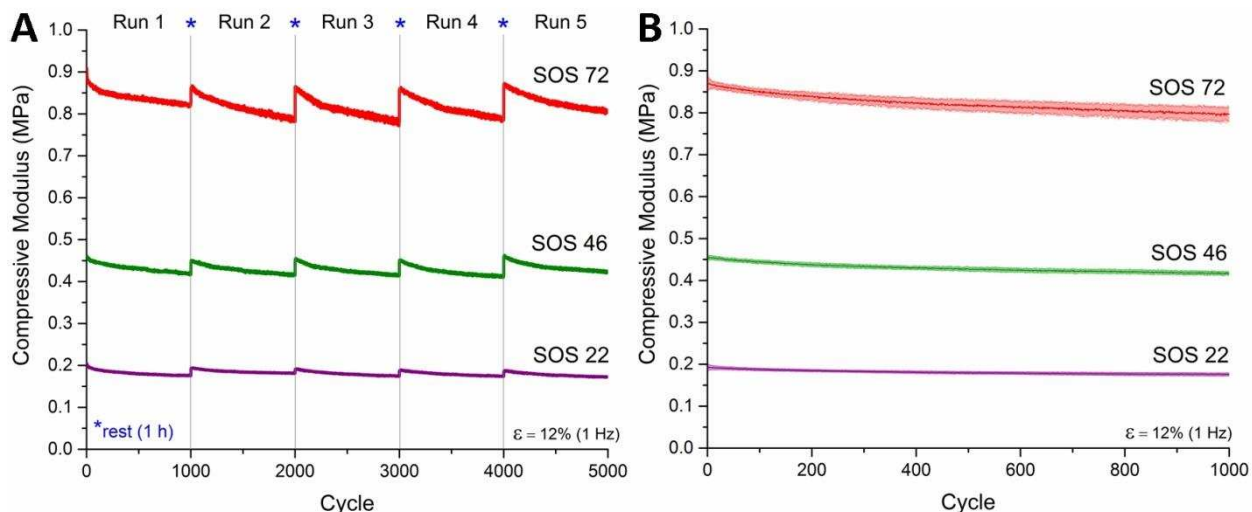 A
Run 1 * Run 2 * Run 3 * Run 4 * Run 5
1.0
0.9
0.8
0.7
0.6
0.5
0.4
0.3
0.2
0.1
0.0
Compressive Modulus (MPa)
SOS 72
SOS 46
SOS 22
*rest (1 h)
ε = 12% (1 Hz)
0 1000 2000 3000 4000 5000
Cycle
B
1.0
0.9
0.8
0.7
0.6
0.5
0.4
0.3
0.2
0.1
0.0
Compressive Modulus (MPa)
SOS 72
SOS 46
SOS 22
ε = 12% (1 Hz)
0 200 400 600 800 1000
Cycle